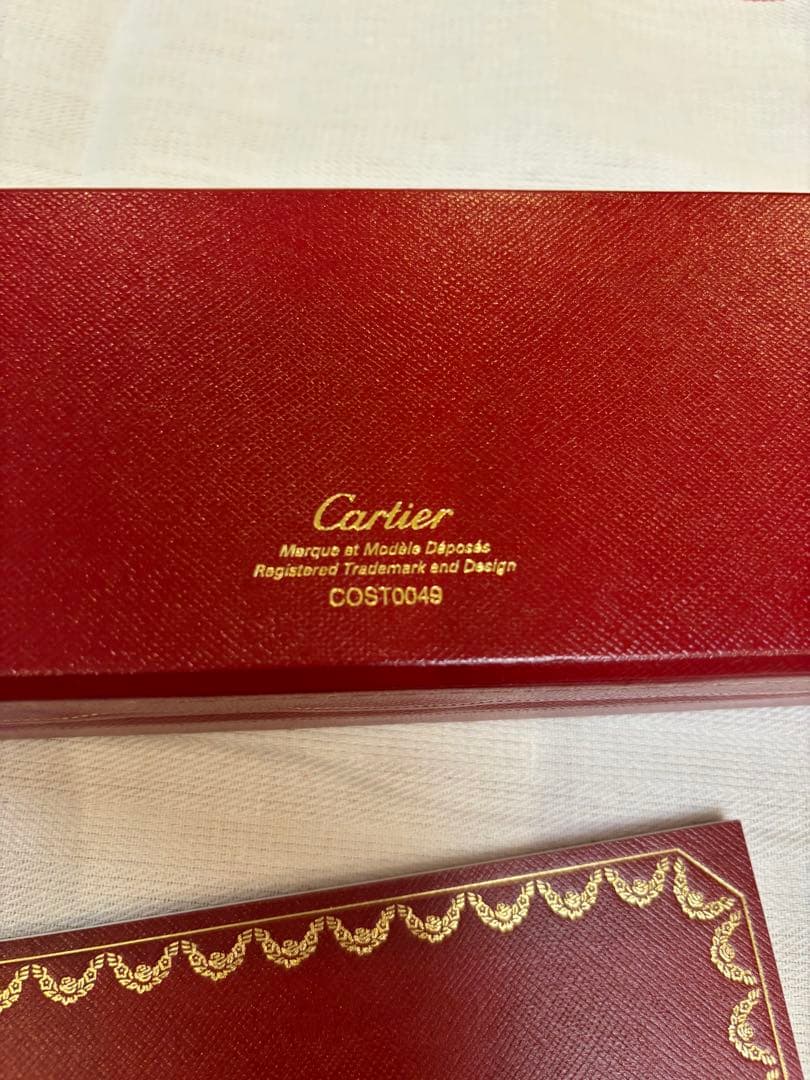 Cartier
Marque et Modèle Déposés
Registered Trademark and Design
COST0049